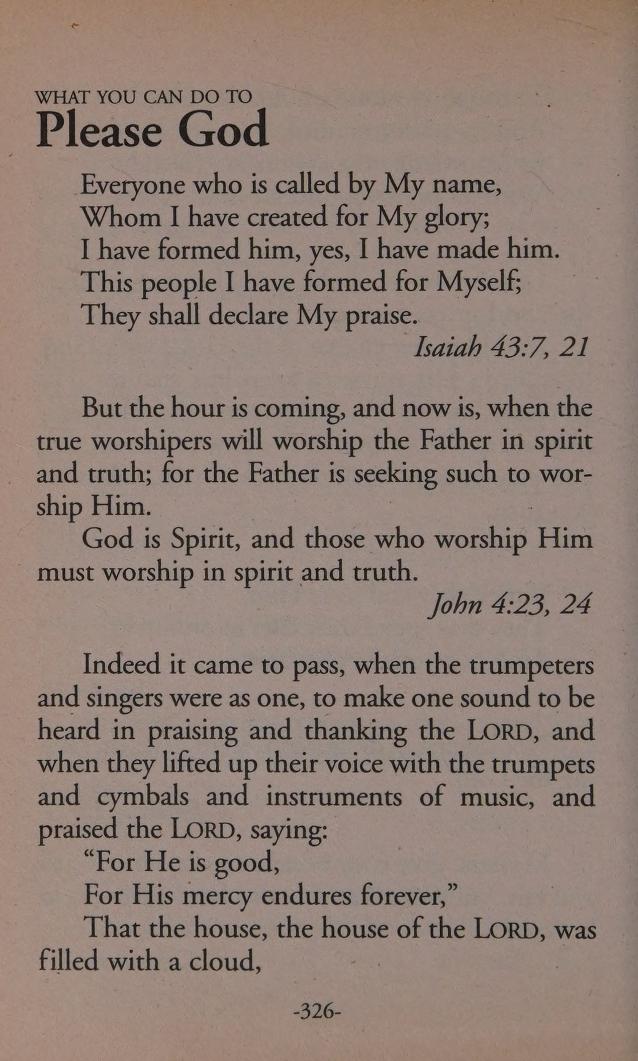 WHAT YOU CAN DO TO
Please God
Everyone who is called by My name,
Whom I have created for My glory;
I have formed him, yes, I have made him.
This people I have formed for Myself;
They shall declare My praise.
Isaiah 43:7, 21
But the hour is coming, and now is, when the
true worshipers will worship the Father in spirit
and truth; for the Father is seeking such to wor-
ship Him.
God is Spirit, and those who worship Him
must worship in spirit and truth.
John 4:23, 24
Indeed it came to pass, when the trumpeters
and singers were as one, to make one sound to be
heard in praising and thanking the LORD, and
when they lifted up their voice with the trumpets
and cymbals and instruments of music, and
praised the LORD, saying:
“For He is good,
For His mercy endures forever,”
That the house, the house of the LORD, was
filled with a cloud,
-326-